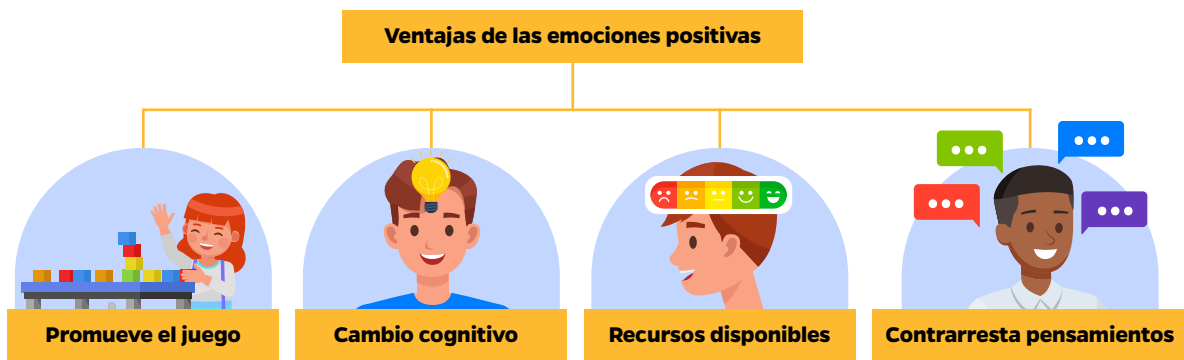 Ventajas de las emociones positivas
Promueve el juego
Cambio cognitivo
Recursos disponibles
Contrarresta pensamientos